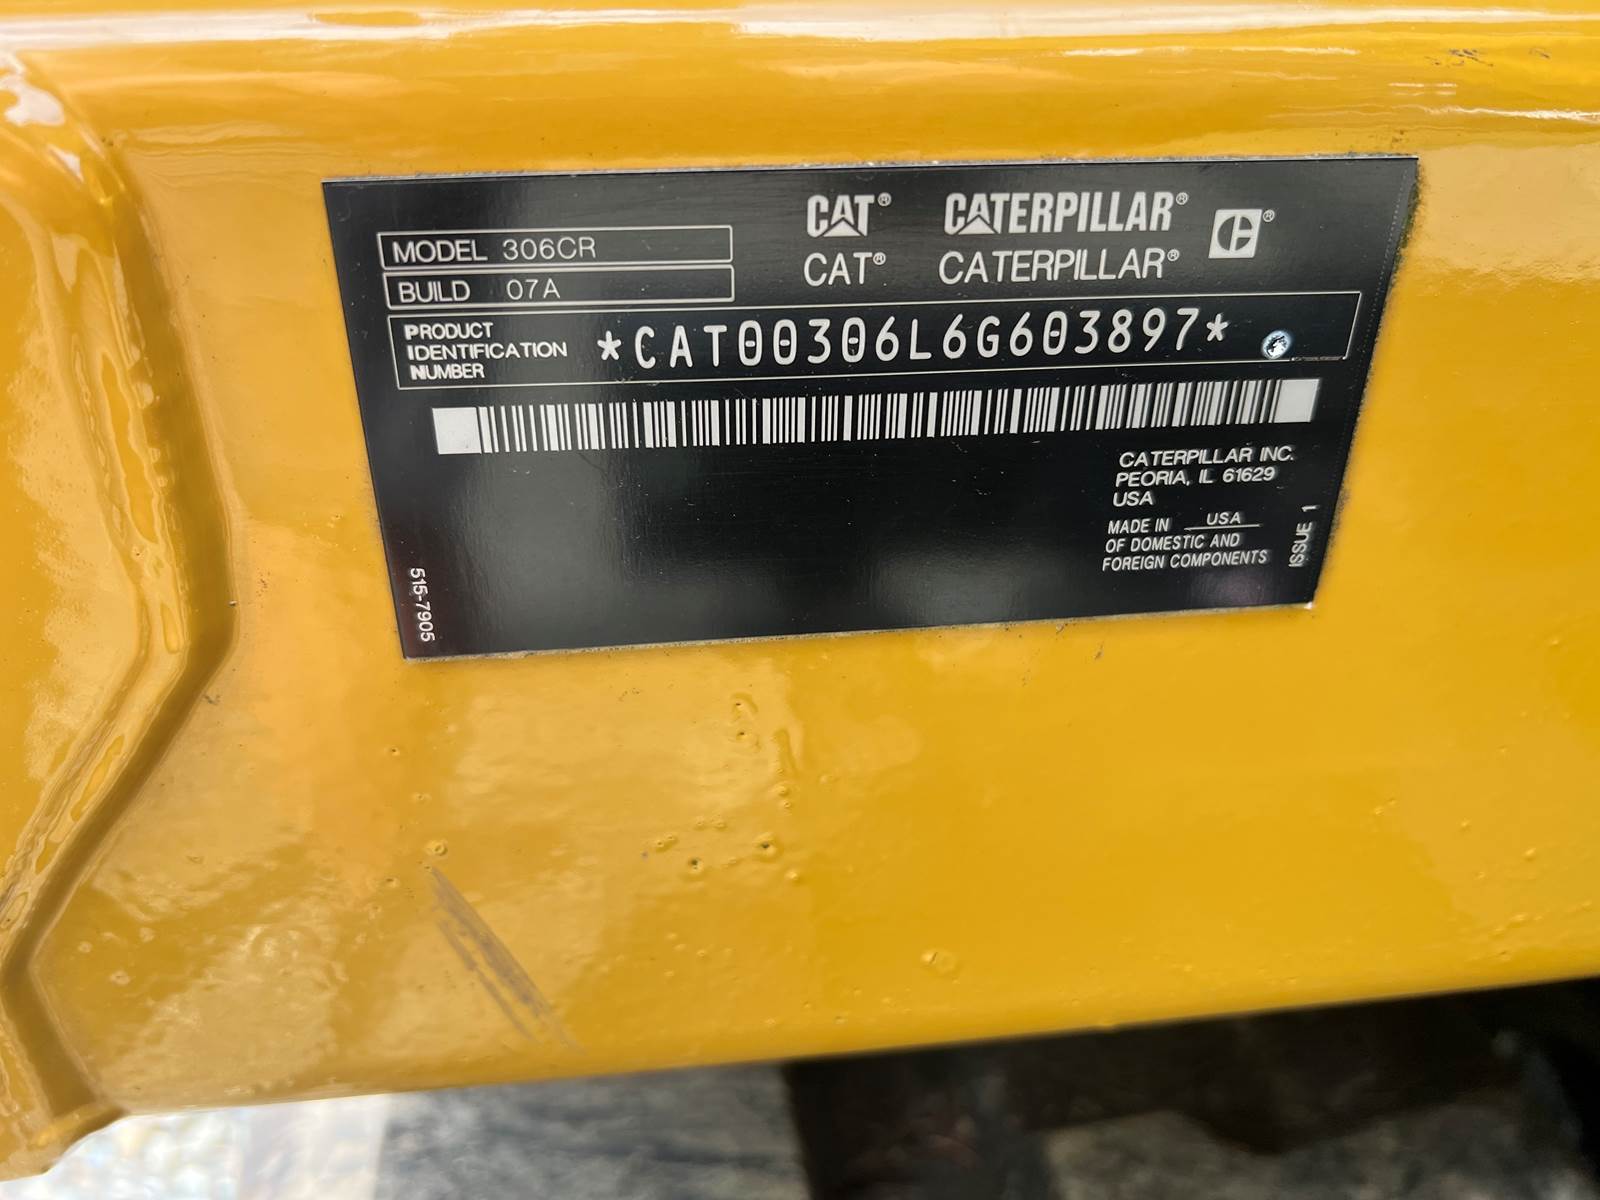 CAT® CATERPILLAR® ®
CAT® CATERPILLAR®
MODEL 306CR
BUILD 07A
PRODUCT
IDENTIFICATION
NUMBER
*CAT00306L6G603897*
CATERPILLAR INC.
PEORIA, IL 61629
USA
MADE IN USA
OF DOMESTIC AND
FOREIGN COMPONENTS
ISSUE 1
515-7905